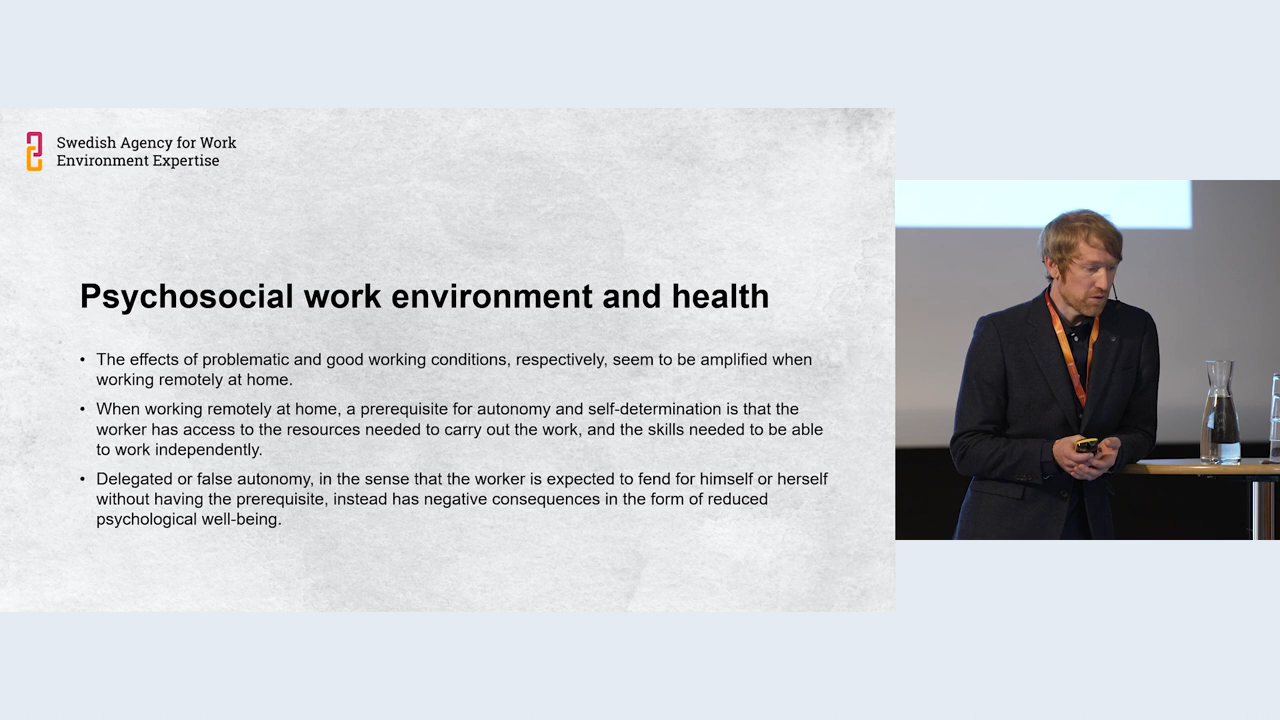 Swedish Agency for Work
Environment Expertise
Psychosocial work environment and health
• The effects of problematic and good working conditions, respectively, seem to be amplified when
working remotely at home.
• When working remotely at home, a prerequisite for autonomy and self-determination is that the
worker has access to the resources needed to carry out the work, and the skills needed to be able
to work independently.
• Delegated or false autonomy, in the sense that the worker is expected to fend for himself or herself
without having the prerequisite, instead has negative consequences in the form of reduced
psychological well-being.